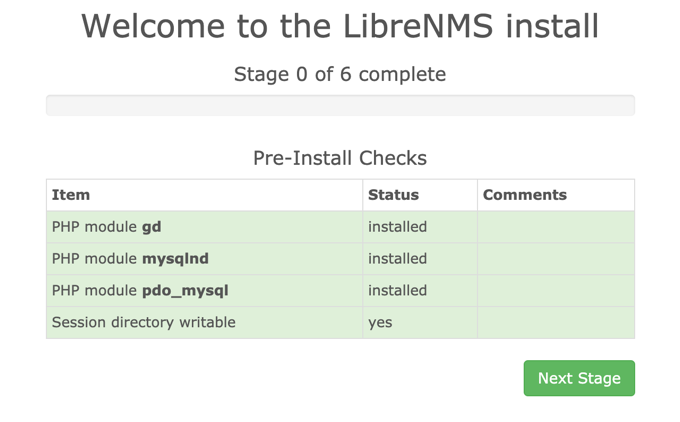 Welcome to the LibreNMS install
Stage 0 of 6 complete
Pre-Install Checks
Item Status Comments
PHP module gd installed
PHP module mysqlnd installed
PHP module pdo_mysql installed
Session directory writable yes
Next Stage